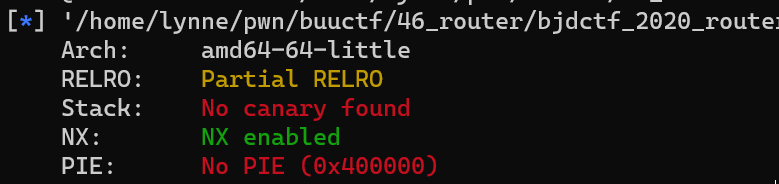 [*] '/home/lynne/pwn/buuctf/46_router/bjdctf_2020_router
Arch: amd64-64-little
RELRO: Partial RELRO
Stack: No canary found
NX: NX enabled
PIE: No PIE (0x400000)